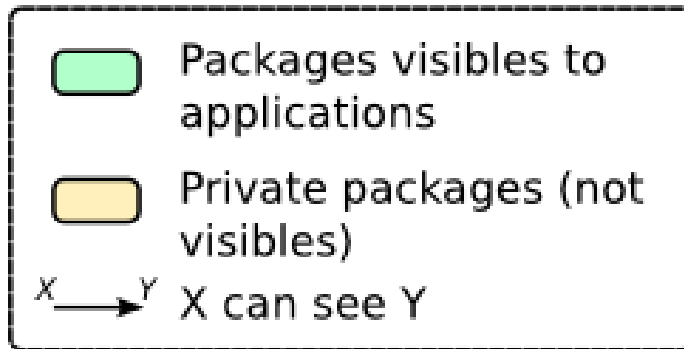 Packages visibles to
applications
Private packages (not
visibles)
X Y X can see Y